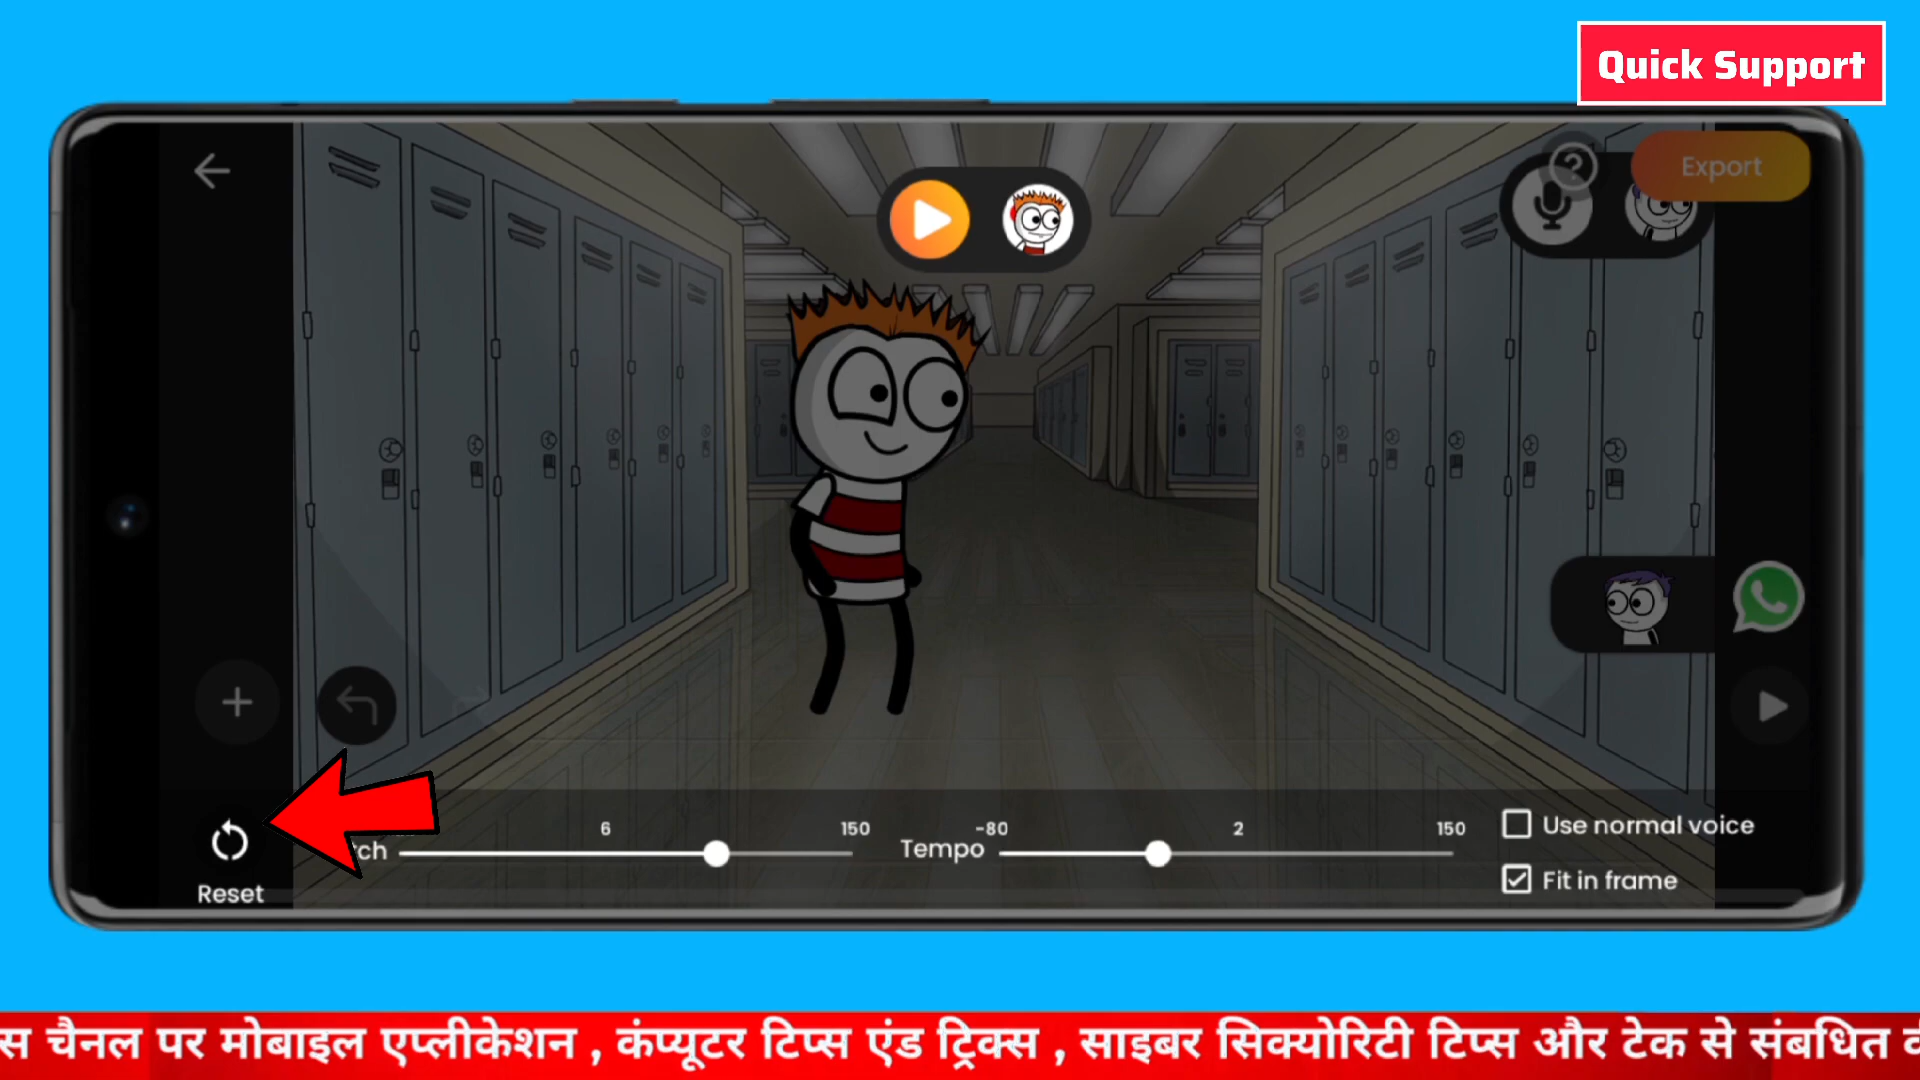 Quick Support
Export
6
150
-80
2
150
Tempo
Use normal voice
Fit in frame
Reset
चैनल पर मोबाइल एप्लीकेशन , कंप्यूटर टिप्स एंड ट्रिक्स , साइबर सिक्योरिटी टिप्स और टेक से संबधित